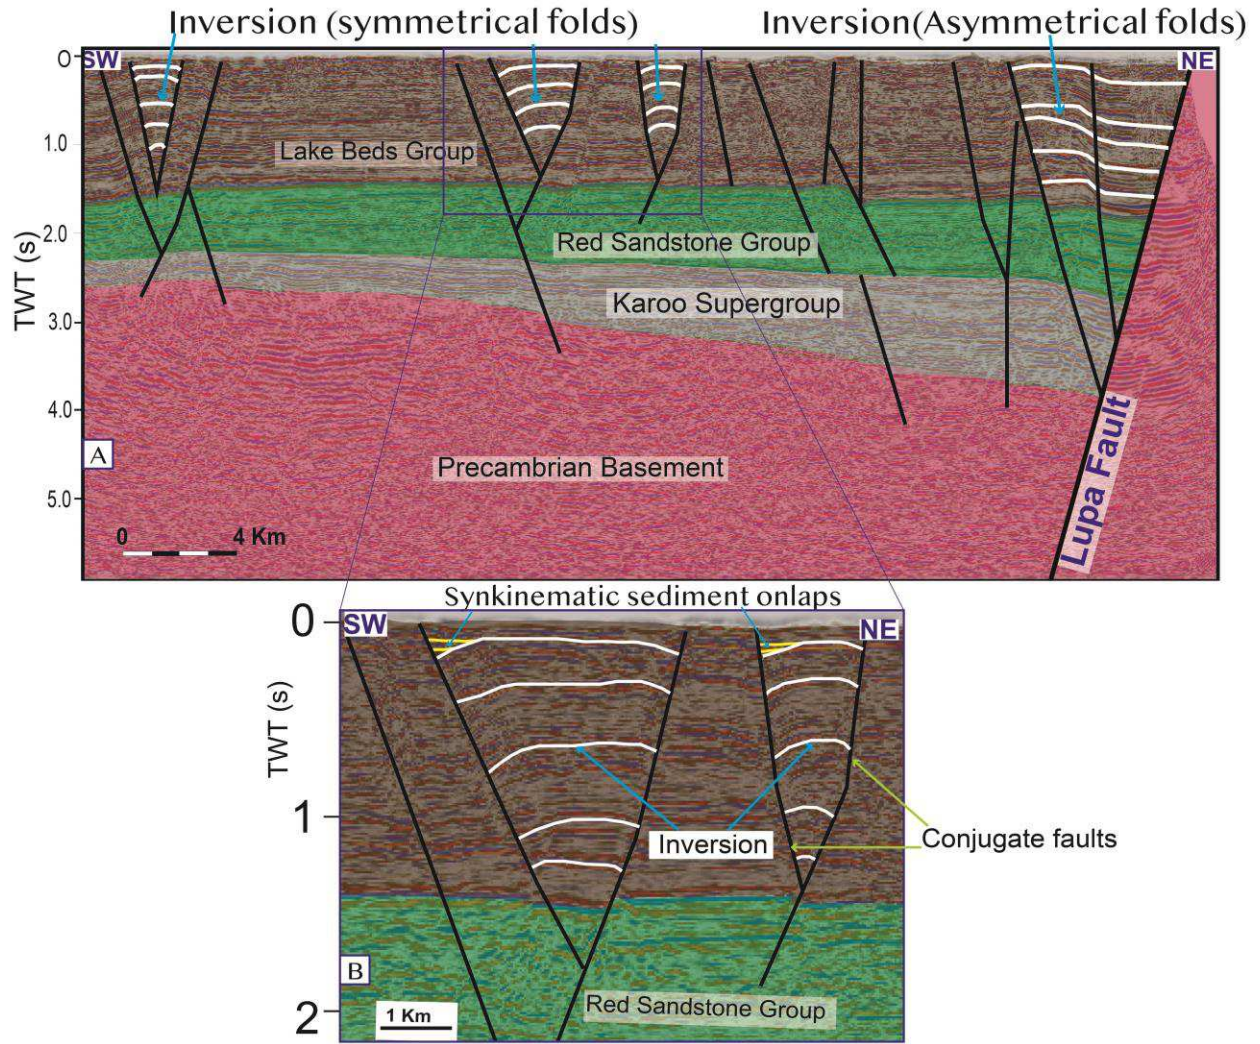 Inversion (symmetrical folds)
Inversion(Asymmetrical folds)
0
SW
NE
1.0
Lake Beds Group
2.0
Red Sandstone Group
TWT (s)
Karoo Supergroup
3.0
4.0
Lupa Fault
A
Precambrian Basement
5.0
0
4 Km
Synkinematic sediment onlaps
0
SW
NE
TWT (s)
1
Inversion
Conjugate faults
B
Red Sandstone Group
2
1 Km